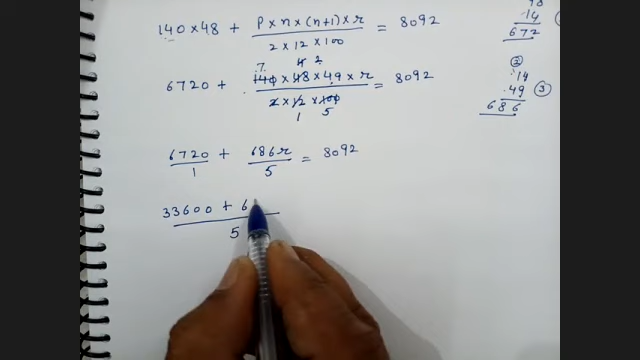 140 × 48 + P × n × (n+1) × r / 2 × 12 × 100 = 8092
48
14
672
7. 4 2
6720 + 140 × 48 × 49 × r / 2 × 12 × 100 = 8092
1 5
②
14
49 ③
686
6720 / 1 + 686r / 5 = 8092
33600 + 6 / 5